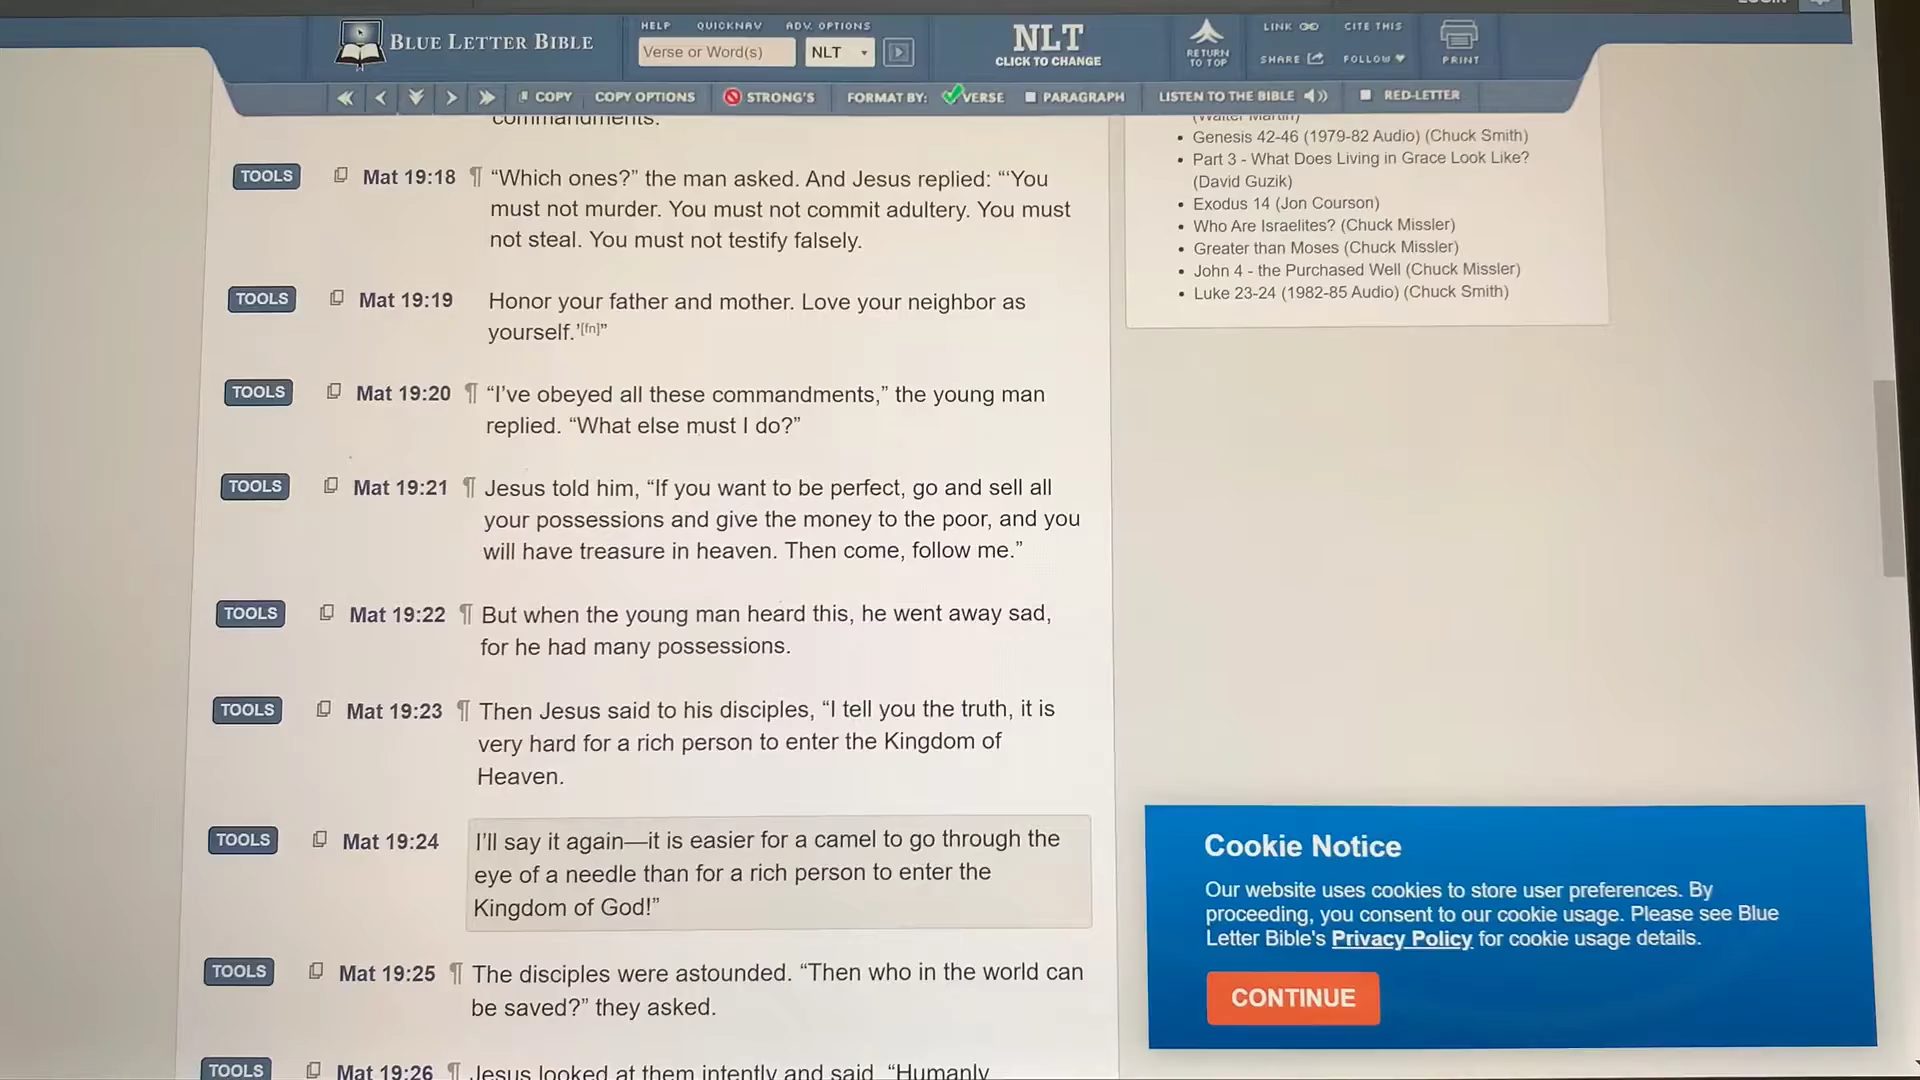 LOGIN
HELP QUICKNAV ADV. OPTIONS
BLUE LETTER BIBLE
Verse or Word(s)
NLT
NLT
CLICK TO CHANGE
RETURN
TO TOP
LINK CITE THIS
SHARE FOLLOW
PRINT
COPY COPY OPTIONS STRONG'S FORMAT BY: VERSE PARAGRAPH LISTEN TO THE BIBLE RED-LETTER
commandments.
TOOLS Mat 19:18 ¶ “Which ones?” the man asked. And Jesus replied: “‘You
must not murder. You must not commit adultery. You must
not steal. You must not testify falsely.
TOOLS Mat 19:19 Honor your father and mother. Love your neighbor as
yourself.’[fn]”
TOOLS Mat 19:20 ¶ “I’ve obeyed all these commandments,” the young man
replied. “What else must I do?”
TOOLS Mat 19:21 ¶ Jesus told him, “If you want to be perfect, go and sell all
your possessions and give the money to the poor, and you
will have treasure in heaven. Then come, follow me.”
TOOLS Mat 19:22 ¶ But when the young man heard this, he went away sad,
for he had many possessions.
TOOLS Mat 19:23 ¶ Then Jesus said to his disciples, “I tell you the truth, it is
very hard for a rich person to enter the Kingdom of
Heaven.
TOOLS Mat 19:24 I’ll say it again—it is easier for a camel to go through the
eye of a needle than for a rich person to enter the
Kingdom of God!”
TOOLS Mat 19:25 ¶ The disciples were astounded. “Then who in the world can
be saved?” they asked.
TOOLS Mat 19:26 ¶ Jesus looked at them intently and said, “Humanly
(Walter Martin)
• Genesis 42-46 (1979-82 Audio) (Chuck Smith)
• Part 3 - What Does Living in Grace Look Like?
(David Guzik)
• Exodus 14 (Jon Courson)
• Who Are Israelites? (Chuck Missler)
• Greater than Moses (Chuck Missler)
• John 4 - the Purchased Well (Chuck Missler)
• Luke 23-24 (1982-85 Audio) (Chuck Smith)
Cookie Notice
Our website uses cookies to store user preferences. By
proceeding, you consent to our cookie usage. Please see Blue
Letter Bible's Privacy Policy for cookie usage details.
CONTINUE